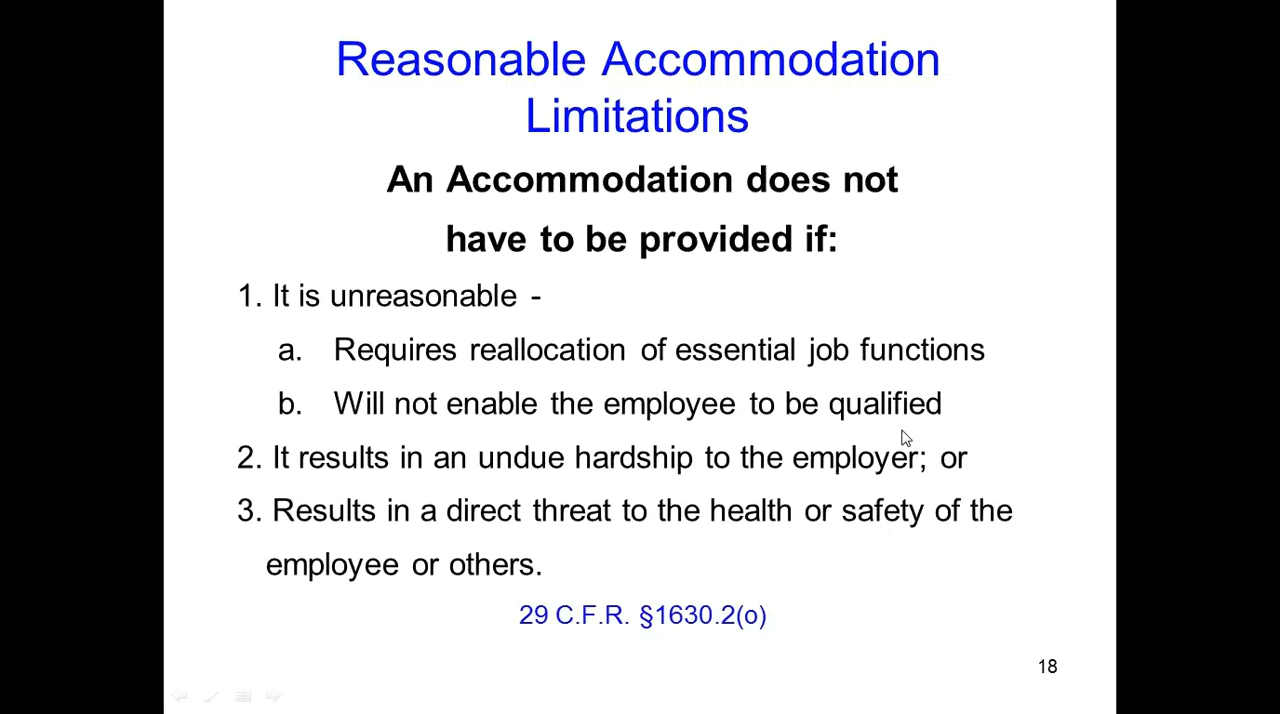 Reasonable Accommodation
Limitations
An Accommodation does not
have to be provided if:
1. It is unreasonable -
a. Requires reallocation of essential job functions
b. Will not enable the employee to be qualified
2. It results in an undue hardship to the employer; or
3. Results in a direct threat to the health or safety of the
employee or others.
29 C.F.R. §1630.2(o)
18